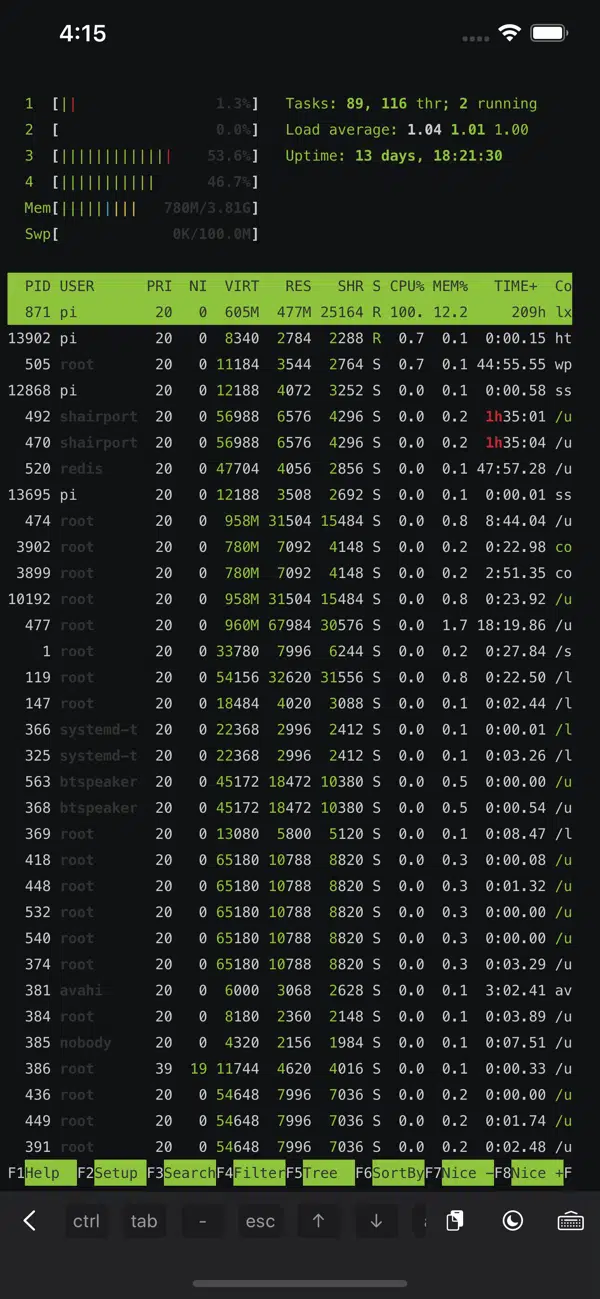 4:15
1 [|| 1.3%] Tasks: 89, 116 thr; 2 running
2 [ 0.0%] Load average: 1.04 1.01 1.00
3 [||||||||||||| 53.6%] Uptime: 13 days, 18:21:30
4 [||||||||||| 46.7%]
Mem[||||||||| 780M/3.81G]
Swp[ 0K/100.0M]
PID USER PRI NI VIRT RES SHR S CPU% MEM% TIME+ Co
871 pi 20 0 605M 477M 25164 R 100. 12.2 209h lx
13902 pi 20 0 8340 2784 2288 R 0.7 0.1 0:00.15 ht
505 root 20 0 11184 3544 2764 S 0.7 0.1 44:55.55 wp
12868 pi 20 0 12188 4072 3252 S 0.0 0.1 0:00.58 ss
492 shairport 20 0 56988 6576 4296 S 0.0 0.2 1h35:01 /u
470 shairport 20 0 56988 6576 4296 S 0.0 0.2 1h35:04 /u
520 redis 20 0 47704 4056 2856 S 0.0 0.1 47:57.28 /u
13695 pi 20 0 12188 3508 2692 S 0.0 0.1 0:00.01 ss
474 root 20 0 958M 31504 15484 S 0.0 0.8 8:44.04 /u
3902 root 20 0 780M 7092 4148 S 0.0 0.2 0:22.98 co
3899 root 20 0 780M 7092 4148 S 0.0 0.2 2:51.35 co
10192 root 20 0 958M 31504 15484 S 0.0 0.8 0:23.92 /u
477 root 20 0 960M 67984 30576 S 0.0 1.7 18:19.86 /u
1 root 20 0 33780 7996 6244 S 0.0 0.2 0:27.84 /s
119 root 20 0 54156 32620 31556 S 0.0 0.8 0:22.50 /l
147 root 20 0 18484 4020 3088 S 0.0 0.1 0:02.44 /l
366 systemd-t 20 0 22368 2996 2412 S 0.0 0.1 0:00.01 /l
325 systemd-t 20 0 22368 2996 2412 S 0.0 0.1 0:03.26 /l
563 btspeaker 20 0 45172 18472 10380 S 0.0 0.5 0:00.00 /u
368 btspeaker 20 0 45172 18472 10380 S 0.0 0.5 0:00.54 /u
369 root 20 0 13080 5800 5120 S 0.0 0.1 0:08.47 /l
418 root 20 0 65180 10788 8820 S 0.0 0.3 0:00.08 /u
448 root 20 0 65180 10788 8820 S 0.0 0.3 0:01.32 /u
532 root 20 0 65180 10788 8820 S 0.0 0.3 0:00.00 /u
540 root 20 0 65180 10788 8820 S 0.0 0.3 0:00.00 /u
374 root 20 0 65180 10788 8820 S 0.0 0.3 0:03.29 /u
381 avahi 20 0 6000 3068 2628 S 0.0 0.1 3:02.41 av
384 root 20 0 8180 2360 2148 S 0.0 0.1 0:03.89 /u
385 nobody 20 0 4320 2156 1984 S 0.0 0.1 0:07.51 /u
386 root 39 19 11744 4620 4016 S 0.0 0.1 0:00.33 /u
436 root 20 0 54648 7996 7036 S 0.0 0.2 0:00.00 /u
449 root 20 0 54648 7996 7036 S 0.0 0.2 0:01.74 /u
391 root 20 0 54648 7996 7036 S 0.0 0.2 0:02.48 /u
F1Help F2Setup F3SearchF4FilterF5Tree F6SortByF7Nice -F8Nice +F
ctrl tab - esc ↑ ↓